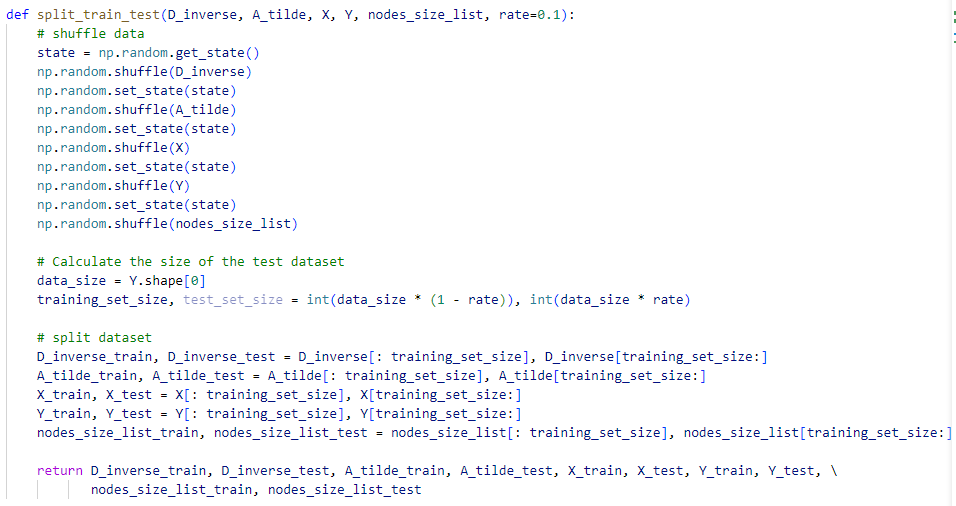 def split_train_test(D_inverse, A_tilde, X, Y, nodes_size_list, rate=0.1):
    # shuffle data
    state = np.random.get_state()
    np.random.shuffle(D_inverse)
    np.random.set_state(state)
    np.random.shuffle(A_tilde)
    np.random.set_state(state)
    np.random.shuffle(X)
    np.random.set_state(state)
    np.random.shuffle(Y)
    np.random.set_state(state)
    np.random.shuffle(nodes_size_list)

    # Calculate the size of the test dataset
    data_size = Y.shape[0]
    training_set_size, test_set_size = int(data_size * (1 - rate)), int(data_size * rate)

    # split dataset
    D_inverse_train, D_inverse_test = D_inverse[: training_set_size], D_inverse[training_set_size:]
    A_tilde_train, A_tilde_test = A_tilde[: training_set_size], A_tilde[training_set_size:]
    X_train, X_test = X[: training_set_size], X[training_set_size:]
    Y_train, Y_test = Y[: training_set_size], Y[training_set_size:]
    nodes_size_list_train, nodes_size_list_test = nodes_size_list[: training_set_size], nodes_size_list[training_set_size:]

    return D_inverse_train, D_inverse_test, A_tilde_train, A_tilde_test, X_train, X_test, Y_train, Y_test, \
           nodes_size_list_train, nodes_size_list_test